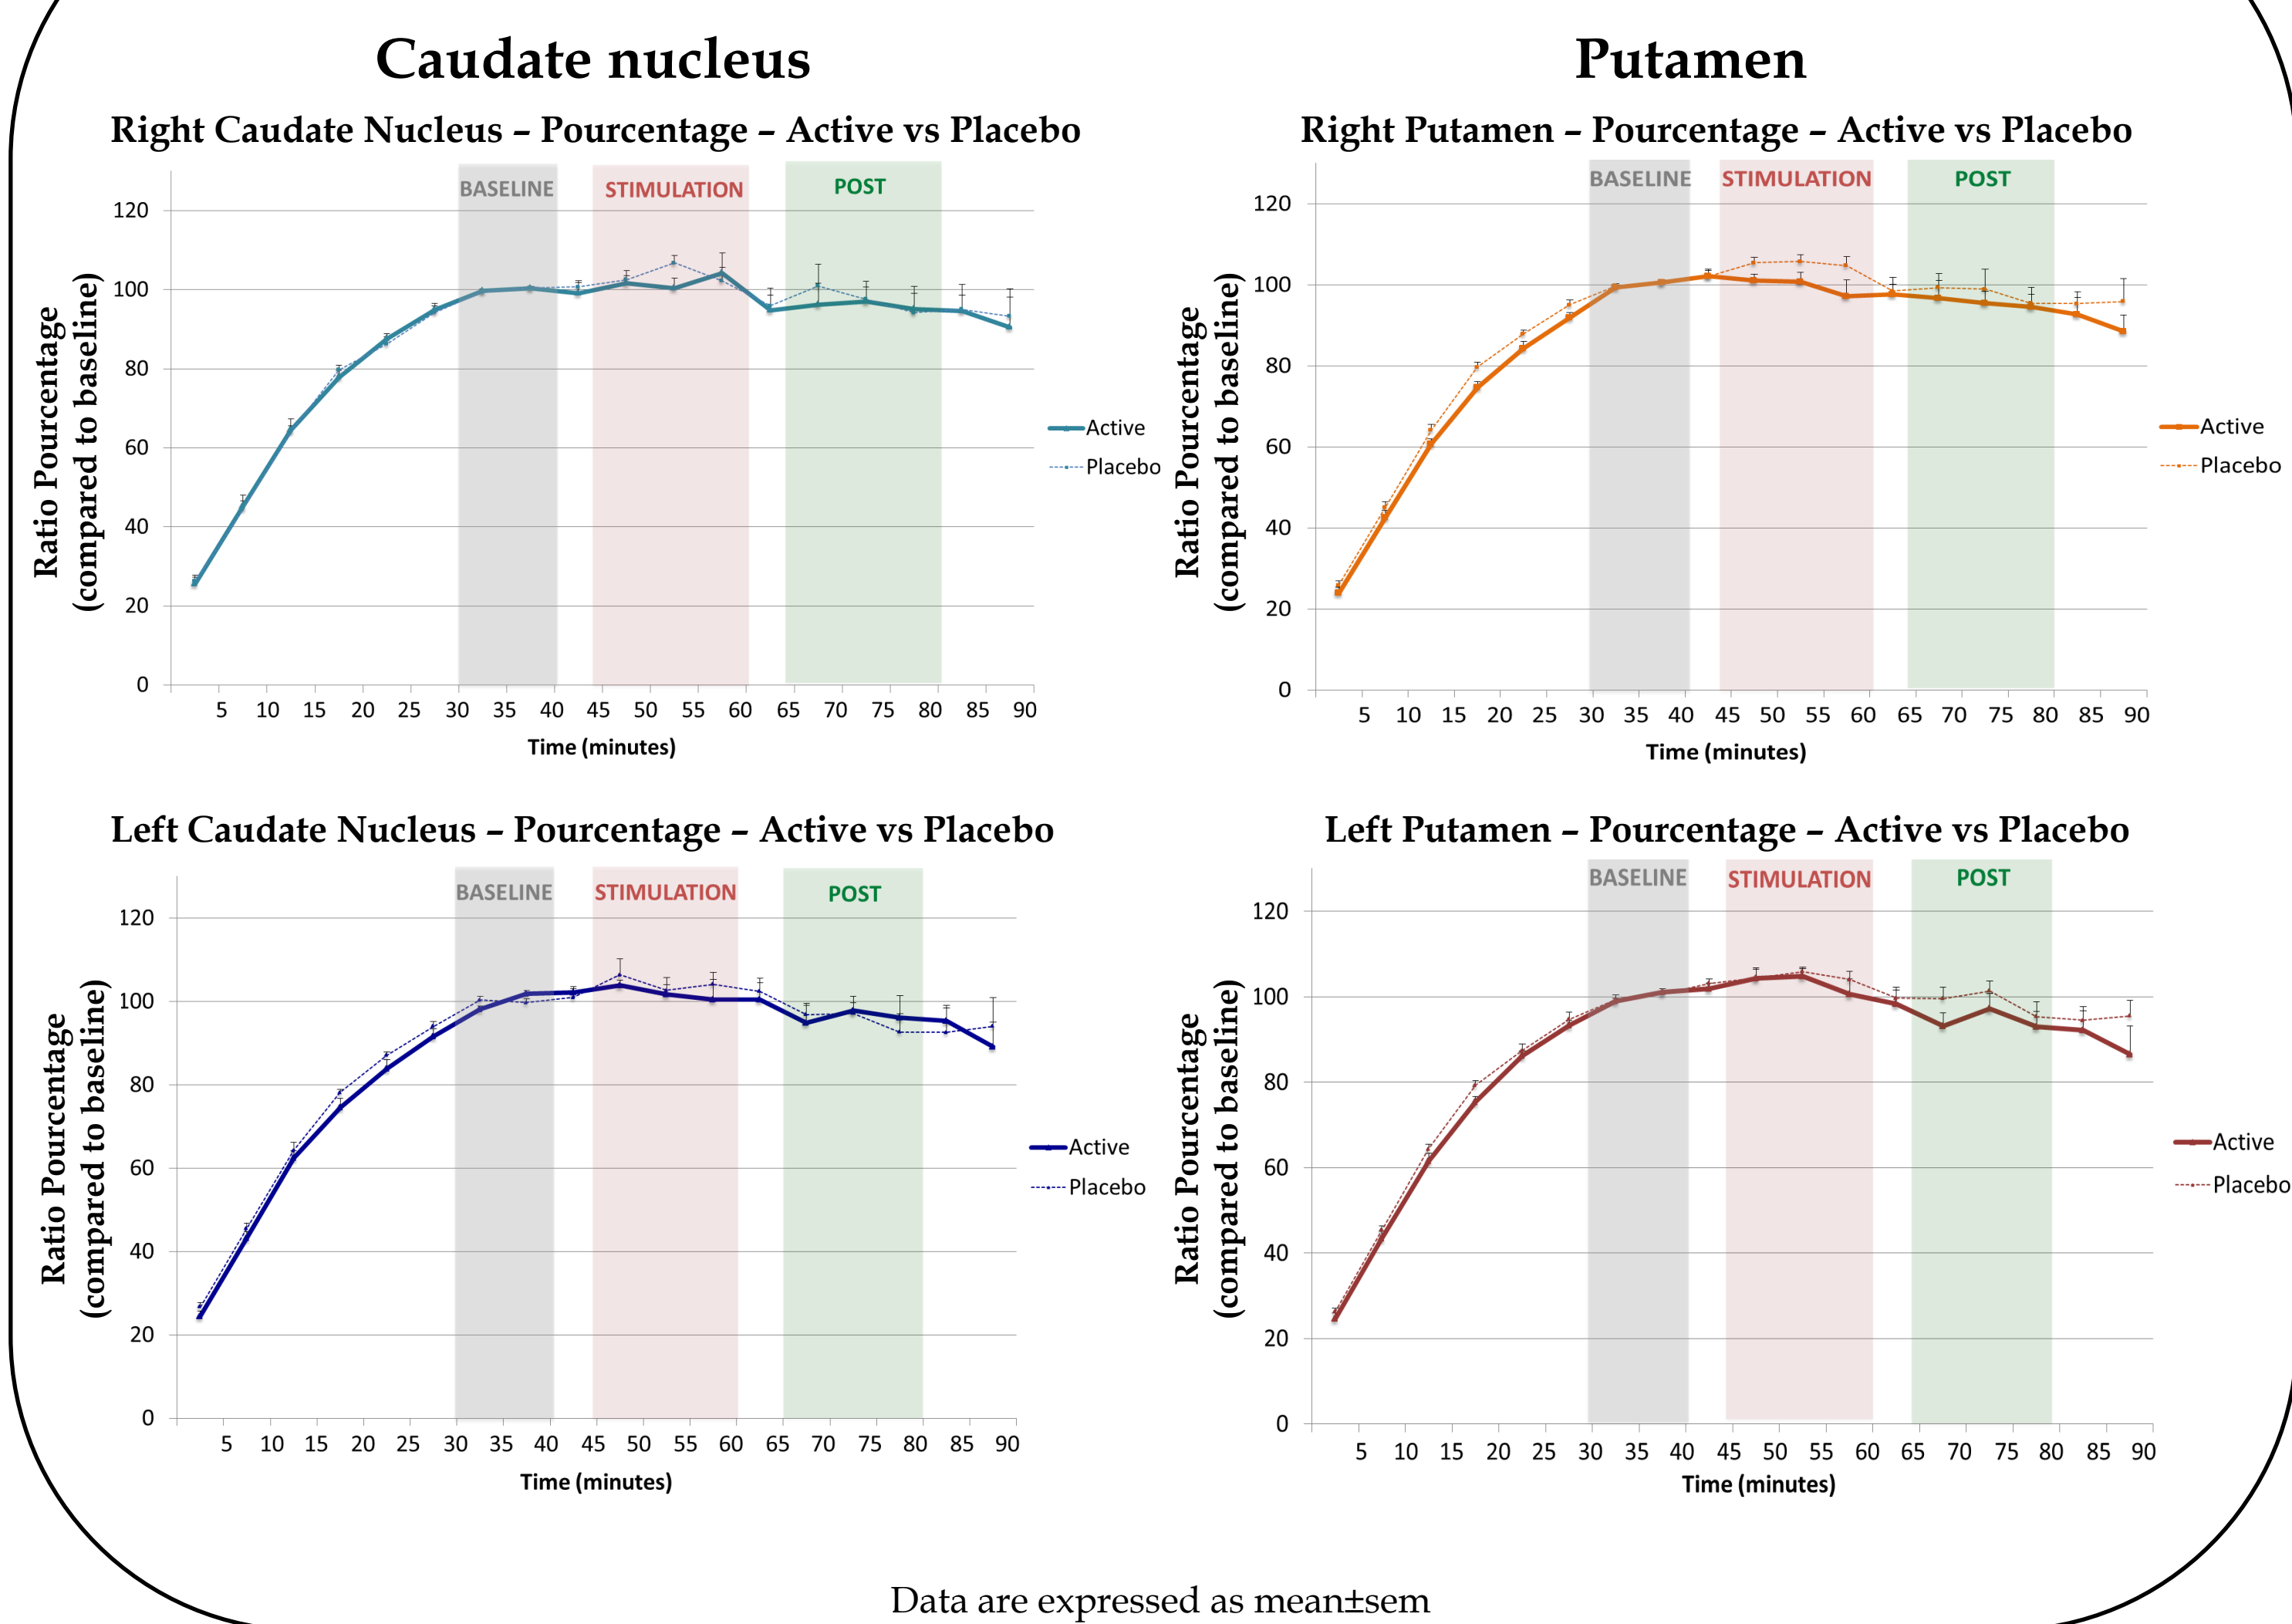 Caudate nucleus
Right Caudate Nucleus – Pourcentage – Active vs Placebo
BASELINE
STIMULATION
POST
Ratio Pourcentage
(compared to baseline)
120
100
80
60
40
20
0
5 10 15 20 25 30 35 40 45 50 55 60 65 70 75 80 85 90
Time (minutes)
Active
Placebo
Putamen
Right Putamen – Pourcentage – Active vs Placebo
BASELINE
STIMULATION
POST
Ratio Pourcentage
(compared to baseline)
120
100
80
60
40
20
0
5 10 15 20 25 30 35 40 45 50 55 60 65 70 75 80 85 90
Time (minutes)
Active
Placebo
Left Caudate Nucleus – Pourcentage – Active vs Placebo
BASELINE
STIMULATION
POST
Ratio Pourcentage
(compared to baseline)
120
100
80
60
40
20
0
5 10 15 20 25 30 35 40 45 50 55 60 65 70 75 80 85 90
Time (minutes)
Active
Placebo
Left Putamen – Pourcentage – Active vs Placebo
BASELINE
STIMULATION
POST
Ratio Pourcentage
(compared to baseline)
120
100
80
60
40
20
0
5 10 15 20 25 30 35 40 45 50 55 60 65 70 75 80 85 90
Time (minutes)
Active
Placebo
Data are expressed as mean±sem